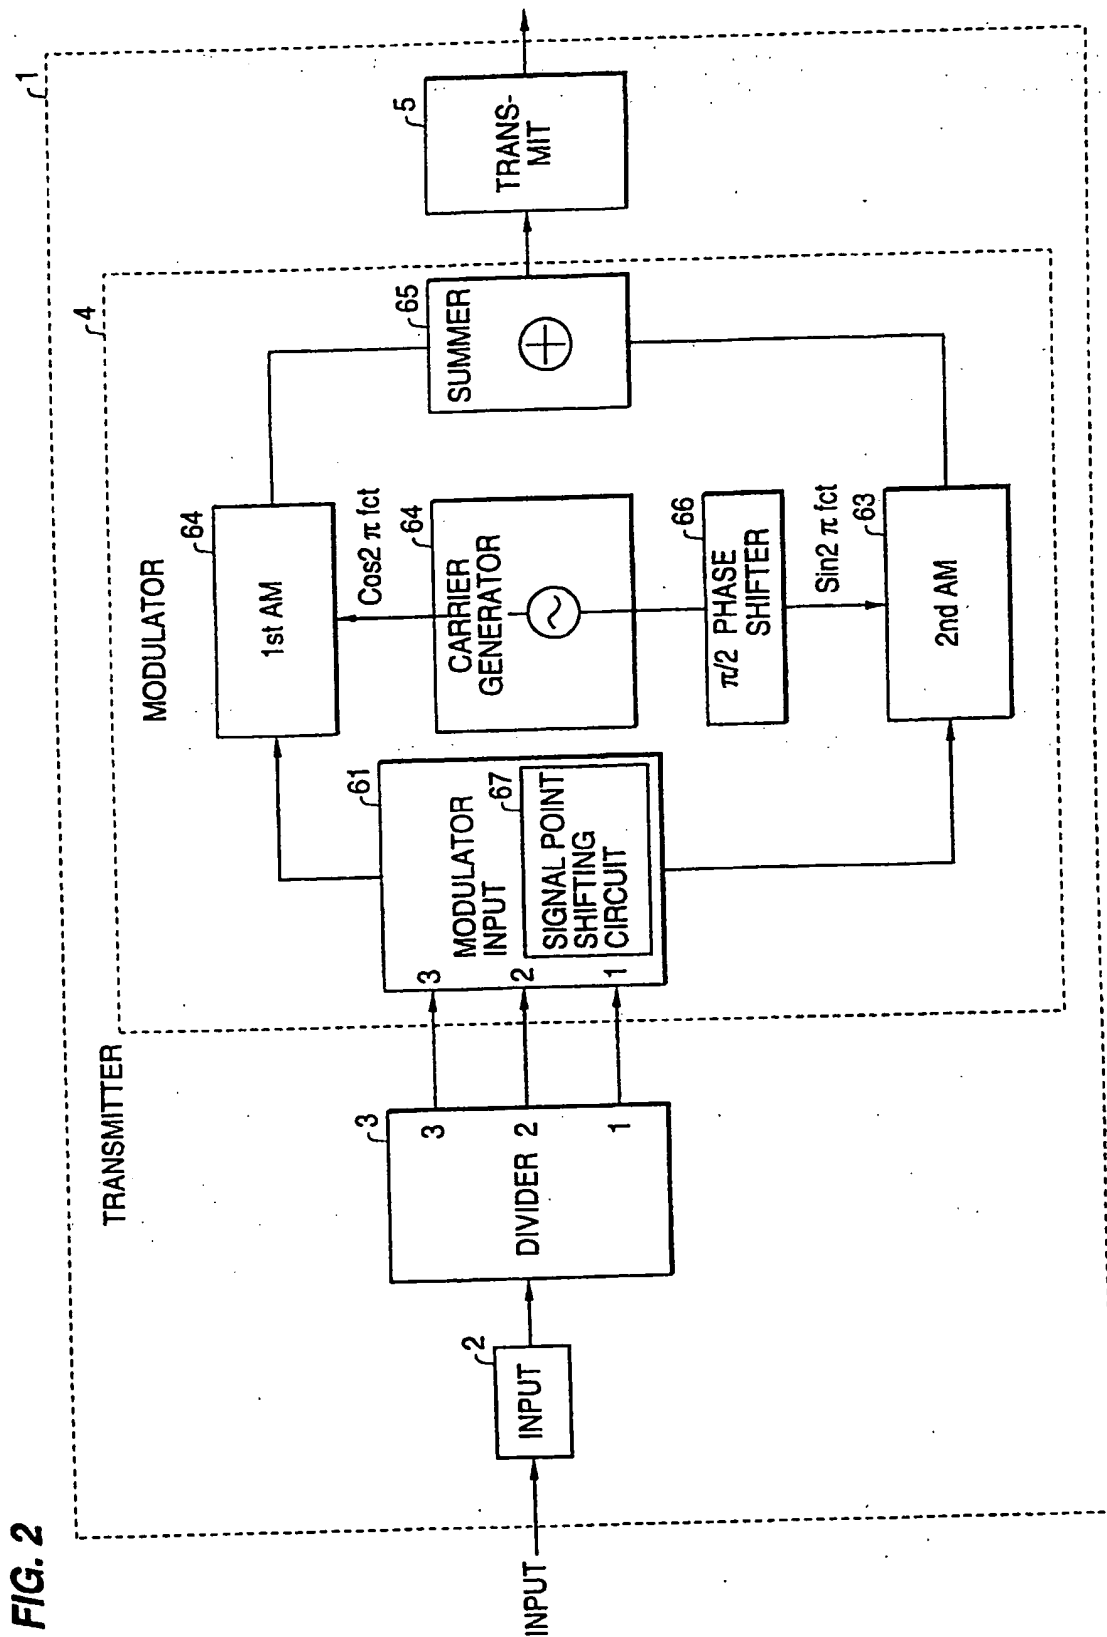 FIG. 2
1
TRANSMITTER
4
MODULATOR
INPUT
2
INPUT
3
DIVIDER
3
2
1
61
3
2
1
MODULATOR
INPUT
67
SIGNAL POINT
SHIFTING
CIRCUIT
64
1st AM
Cos2 π fct
64
CARRIER
GENERATOR
~
66
π/2 PHASE
SHIFTER
Sin2 π fct
63
2nd AM
65
SUMMER
+
5
TRANS-
MIT